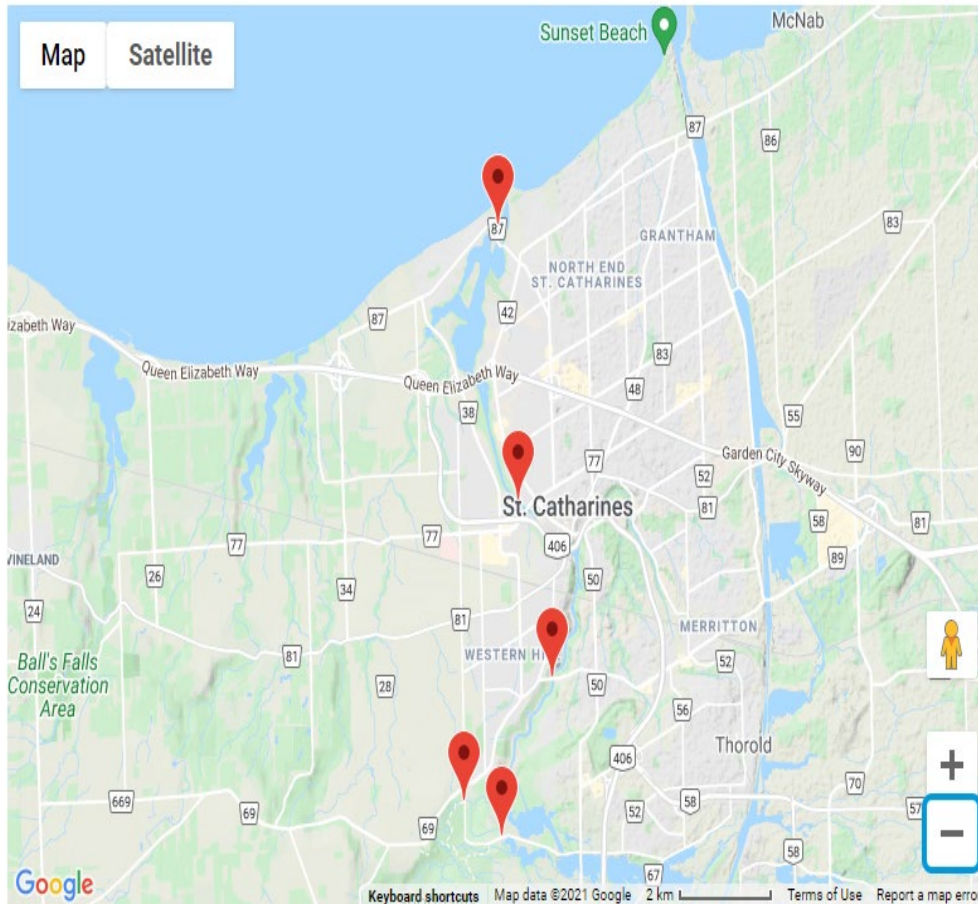 McNab
Sunset Beach
Map Satellite
87
86
83
GRANTHAM
87
NORTH END
ST. CATHARINES
42
87
izabeth Way
83
Queen Elizabeth Way
Queen Elizabeth Way
48
38
55
90
Garden City Skyway
77
52
St. Catharines
81
58
81
77
77
406
89
VINELAND
26
50
34
24
81
MERRITTON
81
WESTERN HI
52
Ball's Falls
Conservation
Area
28
50
56
Thorold
406
70
669
69
52
58
57
69
58
67
Google
Keyboard shortcuts Map data ©2021 Google 2 km Terms of Use Report a map erro